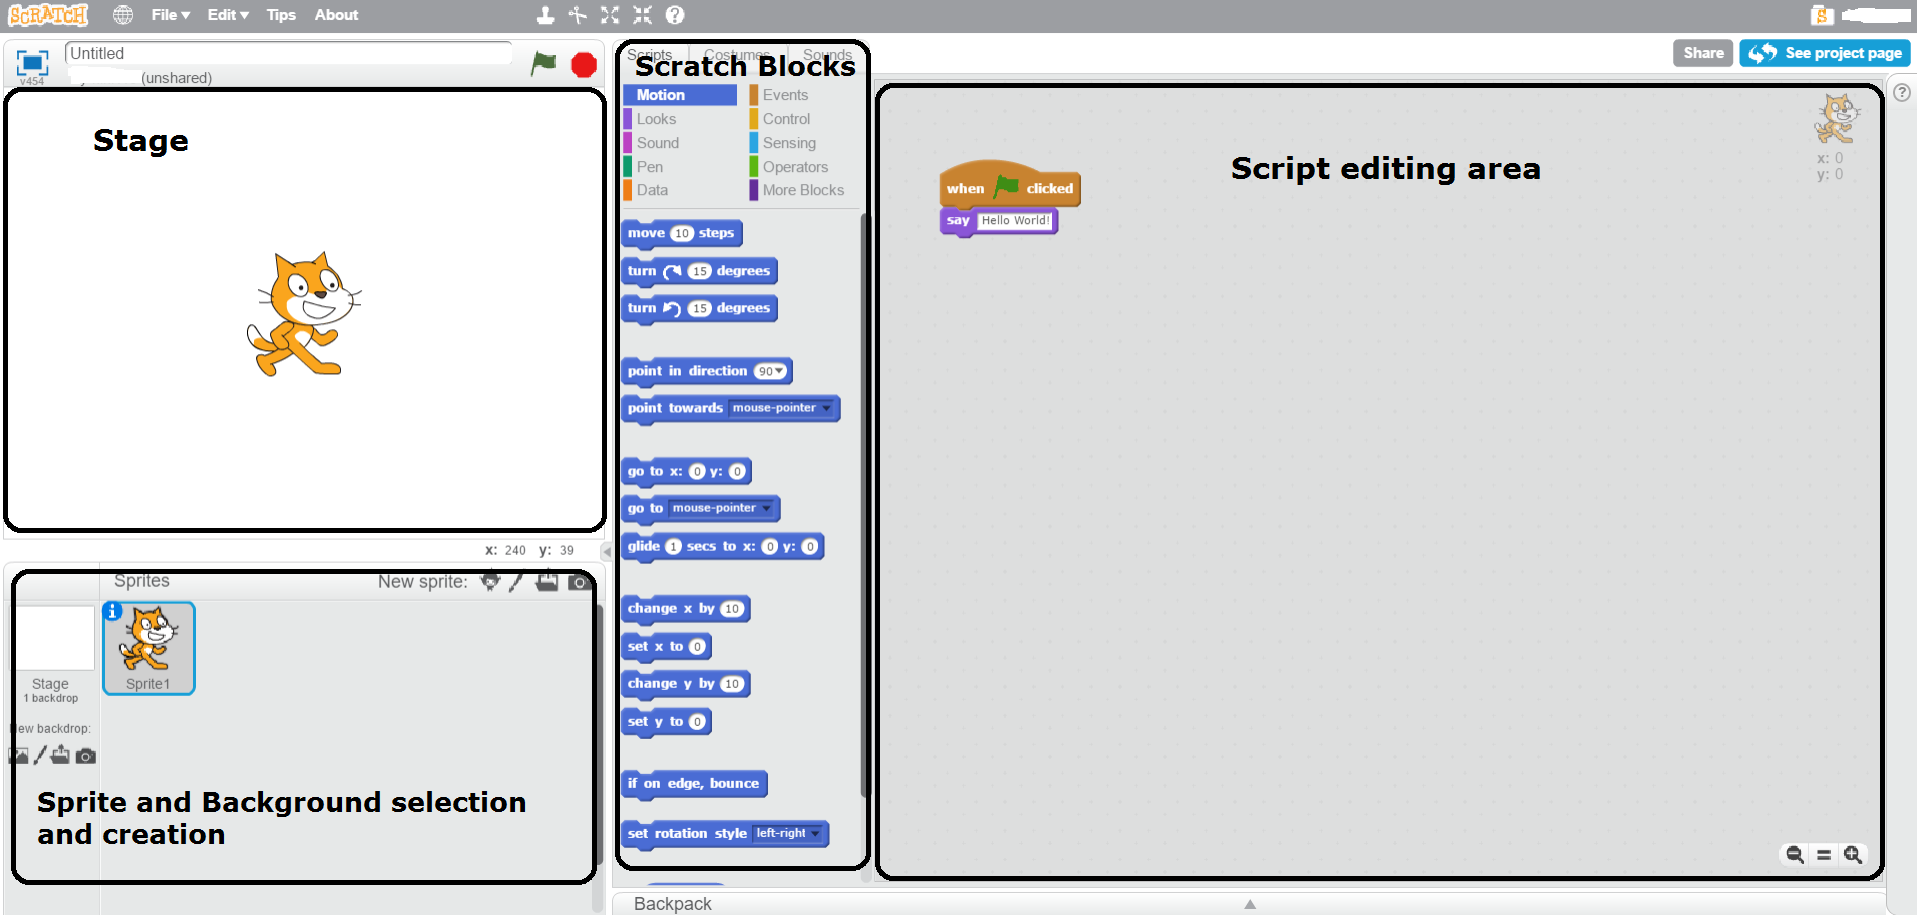 SCRATCH File Edit Tips About
Untitled
v454 (unshared)
Share See project page
Stage
x: 240 y: 39
Sprites New sprite:
Sprite1
Stage
1 backdrop
New backdrop:
Sprite and Background selection
and creation
Scripts Costumes Sounds
Scratch Blocks
Motion Events
Looks Control
Sound Sensing
Pen Operators
Data More Blocks
move 10 steps
turn 15 degrees
turn 15 degrees
point in direction 90
point towards mouse-pointer
go to x: 0 y: 0
go to mouse-pointer
glide 1 secs to x: 0 y: 0
change x by 10
set x to 0
change y by 10
set y to 0
if on edge, bounce
set rotation style left-right
Script editing area
when clicked
say Hello World!
x: 0
y: 0
Backpack